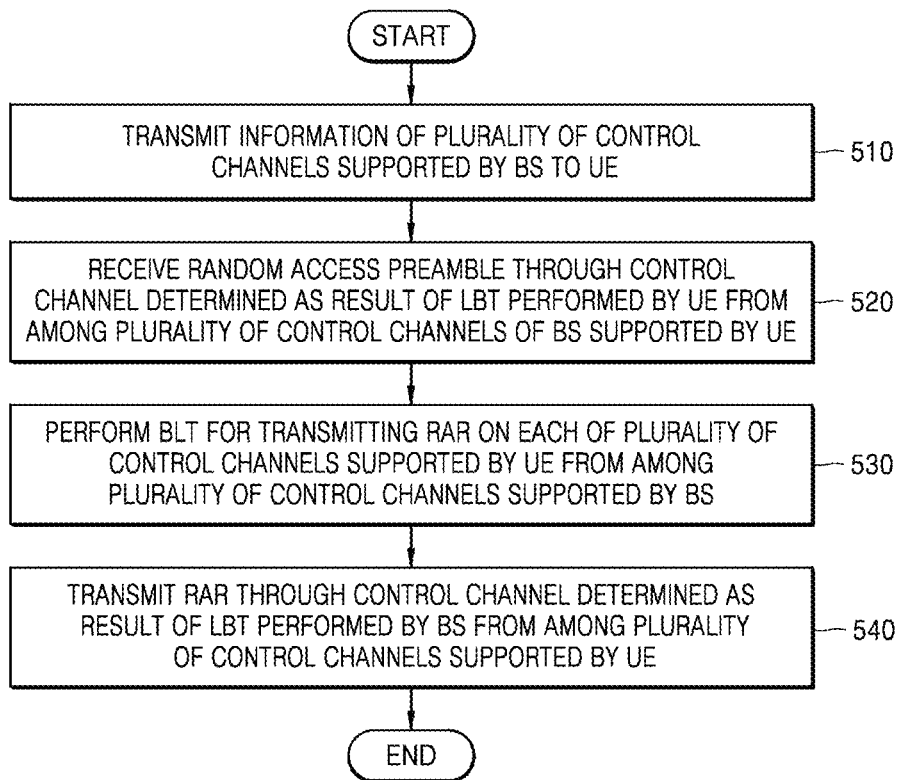 START
TRANSMIT INFORMATION OF PLURALITY OF CONTROL
CHANNELS SUPPORTED BY BS TO UE
510
RECEIVE RANDOM ACCESS PREAMBLE THROUGH CONTROL
CHANNEL DETERMINED AS RESULT OF LBT PERFORMED BY UE FROM
AMONG PLURALITY OF CONTROL CHANNELS OF BS SUPPORTED BY UE
520
PERFORM BLT FOR TRANSMITTING RAR ON EACH OF PLURALITY OF
CONTROL CHANNELS SUPPORTED BY UE FROM AMONG
PLURALITY OF CONTROL CHANNELS SUPPORTED BY BS
530
TRANSMIT RAR THROUGH CONTROL CHANNEL DETERMINED AS
RESULT OF LBT PERFORMED BY BS FROM AMONG PLURALITY
OF CONTROL CHANNELS SUPPORTED BY UE
540
END